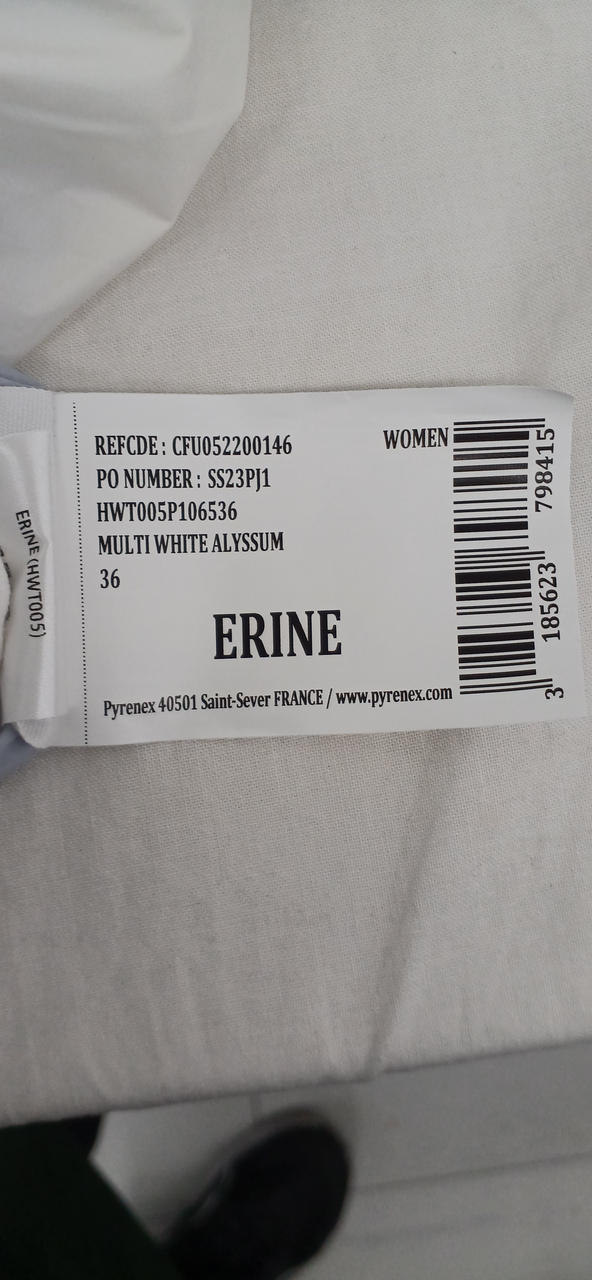 REFCDE : CFU052200146
PO NUMBER : SS23PJ1
HWT005P106536
MULTI WHITE ALYSSUM
36
WOMEN
ERINE
Pyrenex 40501 Saint-Sever FRANCE / www.pyrenex.com
3 185623 798415
ERINE (HWT005)